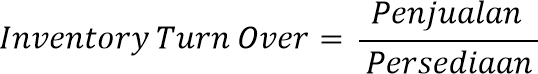 Inventory Turn Over = Penjualan / Persediaan